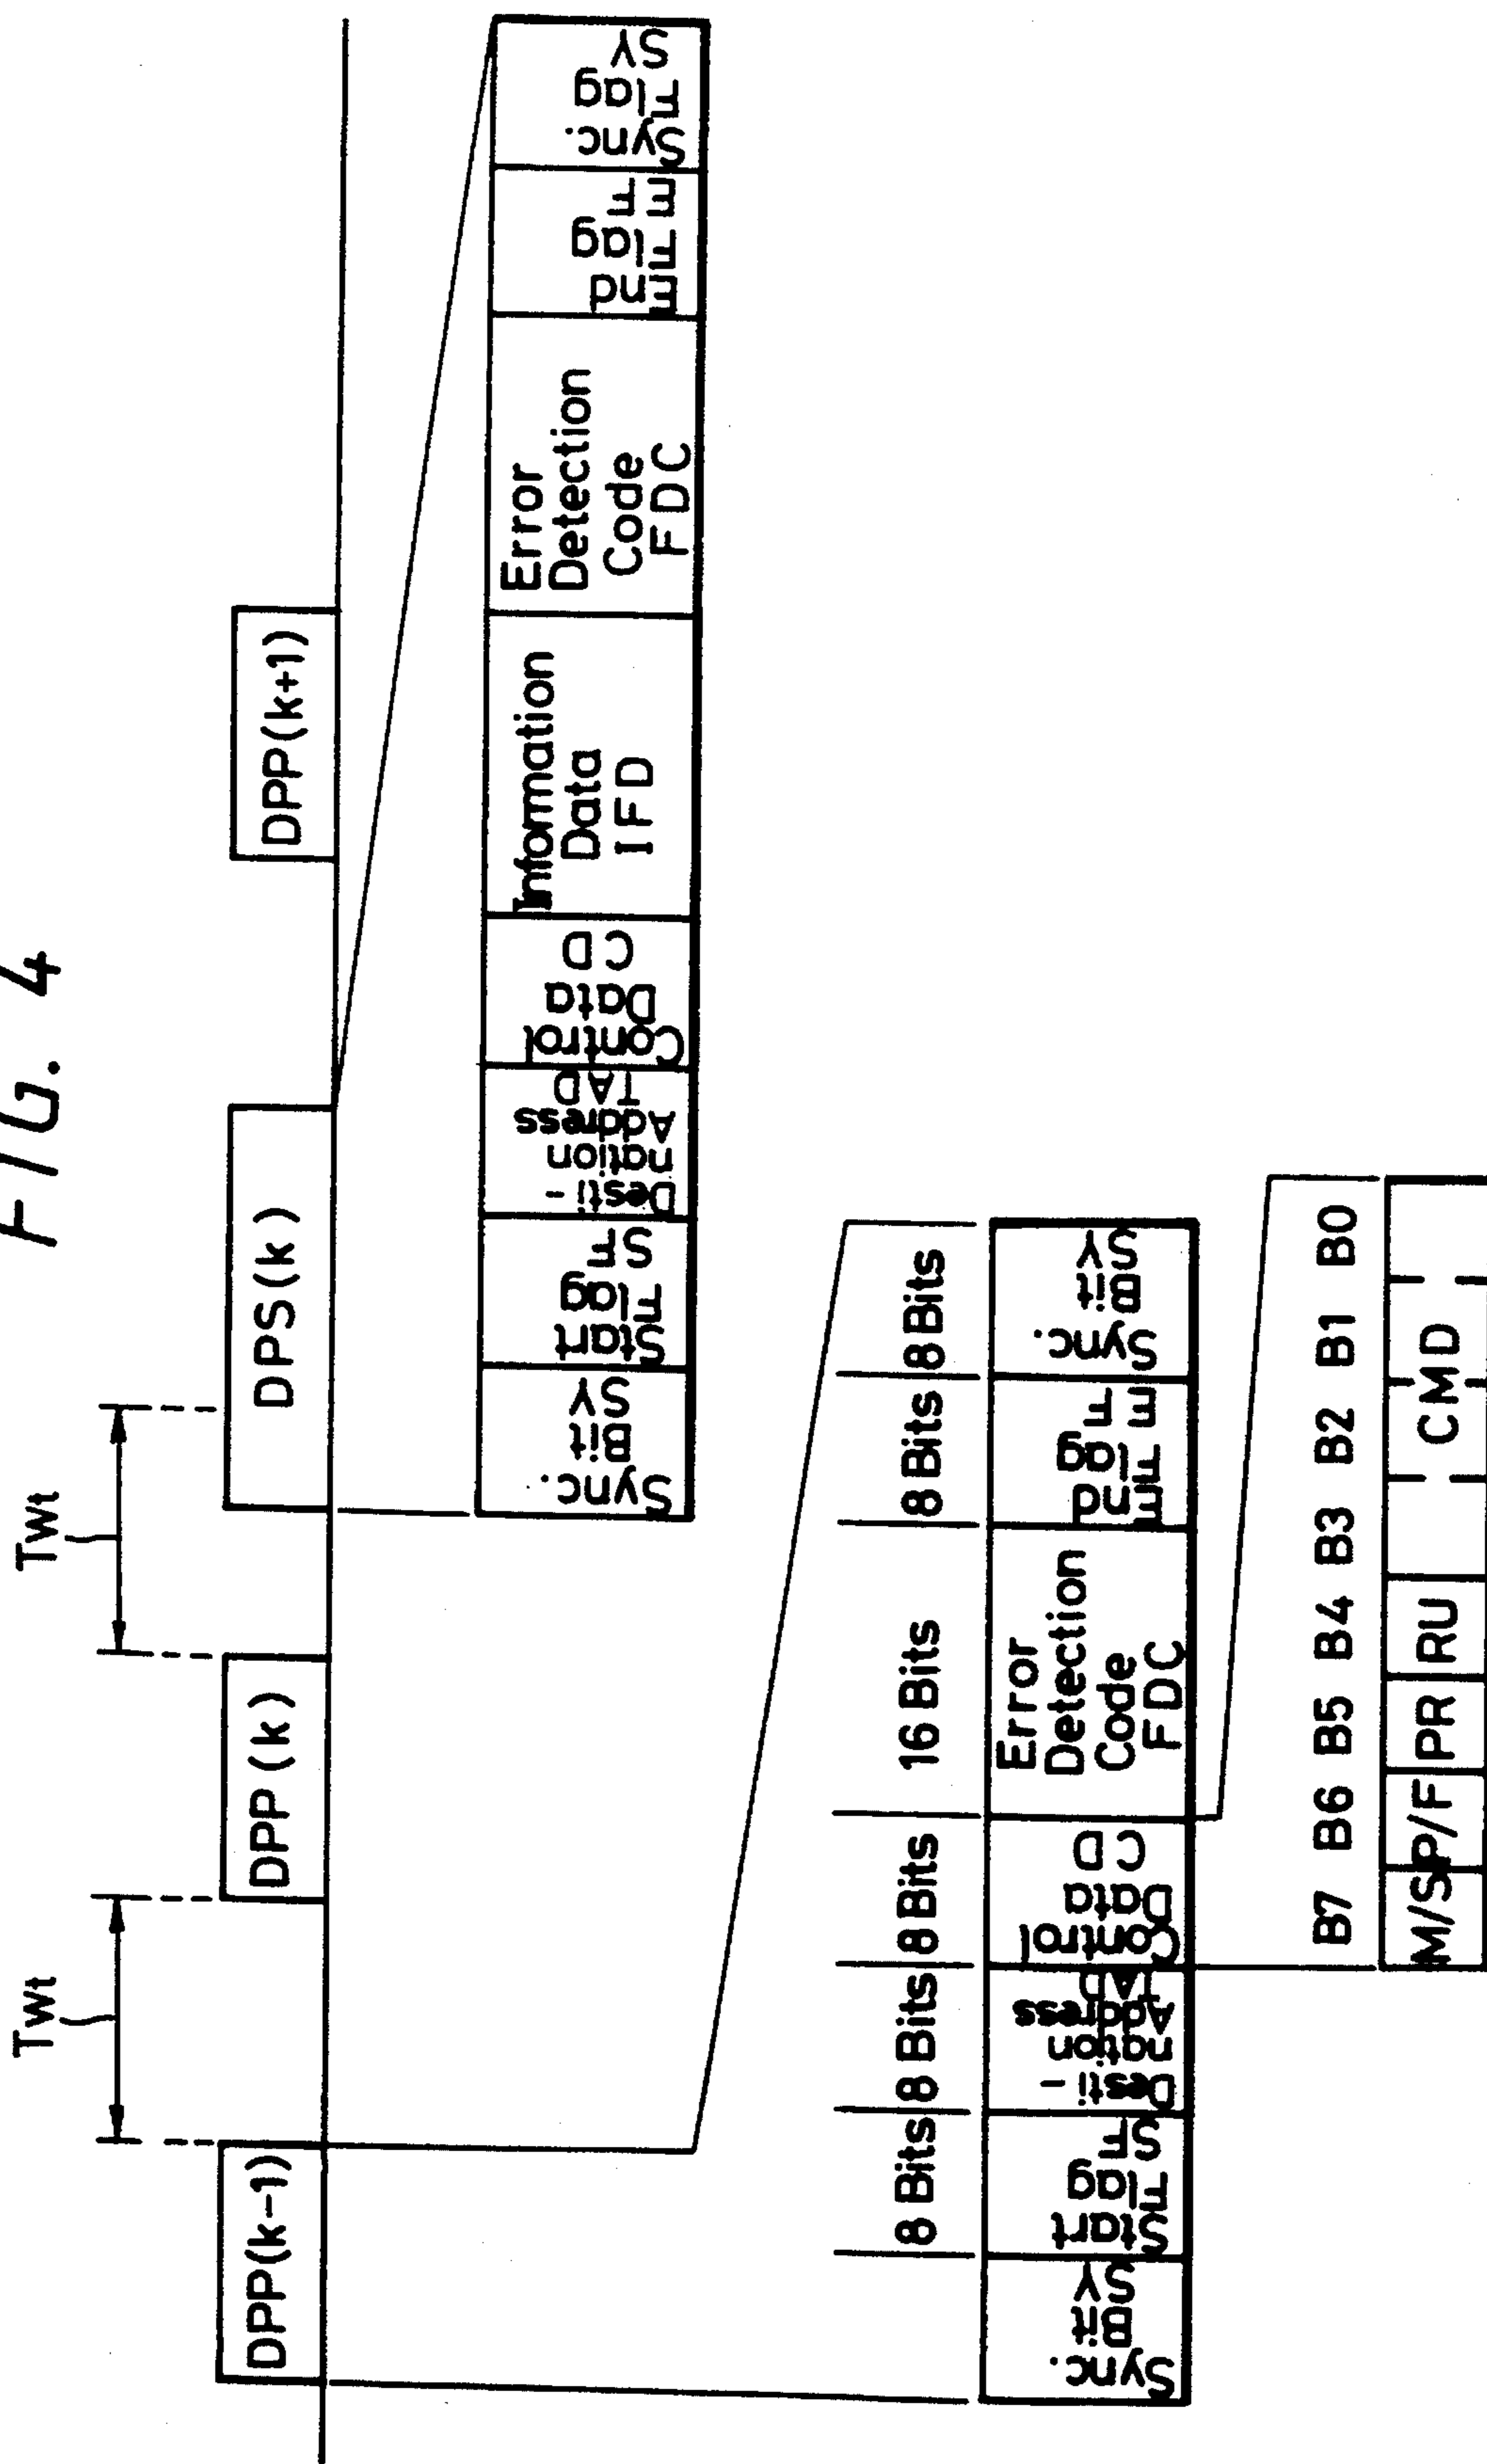 FIG. 4
Twt
Twt
DPP(k-1)
DPP(k)
DPS(k)
DPP(k+1)
Sync.
Bit
SY
Start
Flag
SF
Desti-
nation
Address
TAD
Control
Data
CD
Information
Data
IFD
Error
Detection
Code
FDC
End
Flag
EF
Sync.
Flag
SY
8 Bits
8 Bits
8 Bits
16 Bits
8 Bits
8 Bits
Sync.
Bit
SY
Start
Flag
SF
Desti-
nation
Address
TAD
Control
Data
CD
Error
Detection
Code
FDC
End
Flag
EF
Sync.
Bit
SY
B7 B6 B5 B4 B3 B2 B1 B0
M/S P/F PR RU CMD